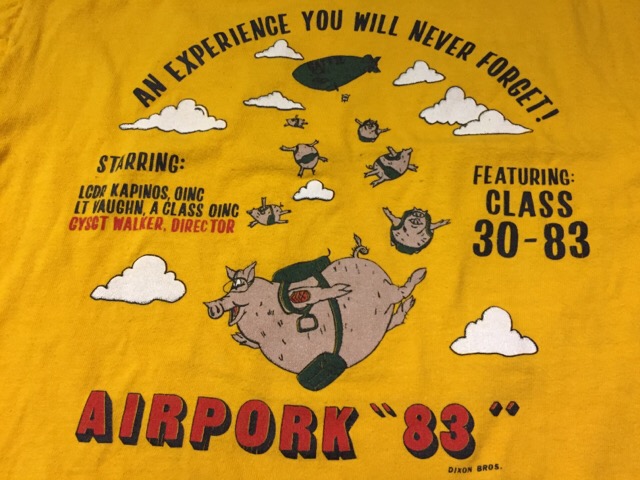 AN EXPERIENCE YOU WILL NEVER FORGET!
STARRING:
LCDR KAPINOS, OINC
LT VAUGHN, A CLASS OINC
GYSGT WALKER, DIRECTOR
FEATURING:
CLASS
30-83
AIRPORK "83"
DIXON BROS.